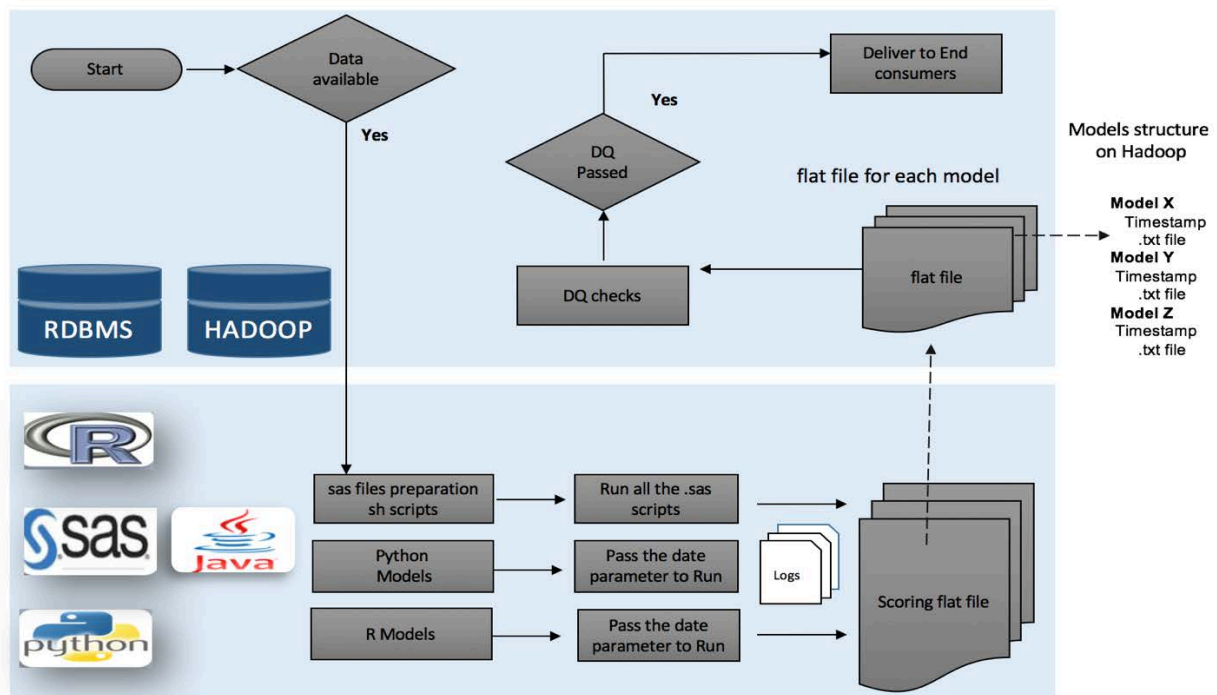 Start
Data
available
Yes
Deliver to End
consumers
Yes
DQ
Passed
flat file for each model
Models structure
on Hadoop
Model X
Timestamp
.txt file
Model Y
Timestamp
.txt file
Model Z
Timestamp
.txt file
flat file
DQ checks
RDBMS
HADOOP
R
sas
Java
python
sas files preparation
sh scripts
Run all the .sas
scripts
Python
Models
Pass the date
parameter to Run
R Models
Pass the date
parameter to Run
Logs
Scoring flat file